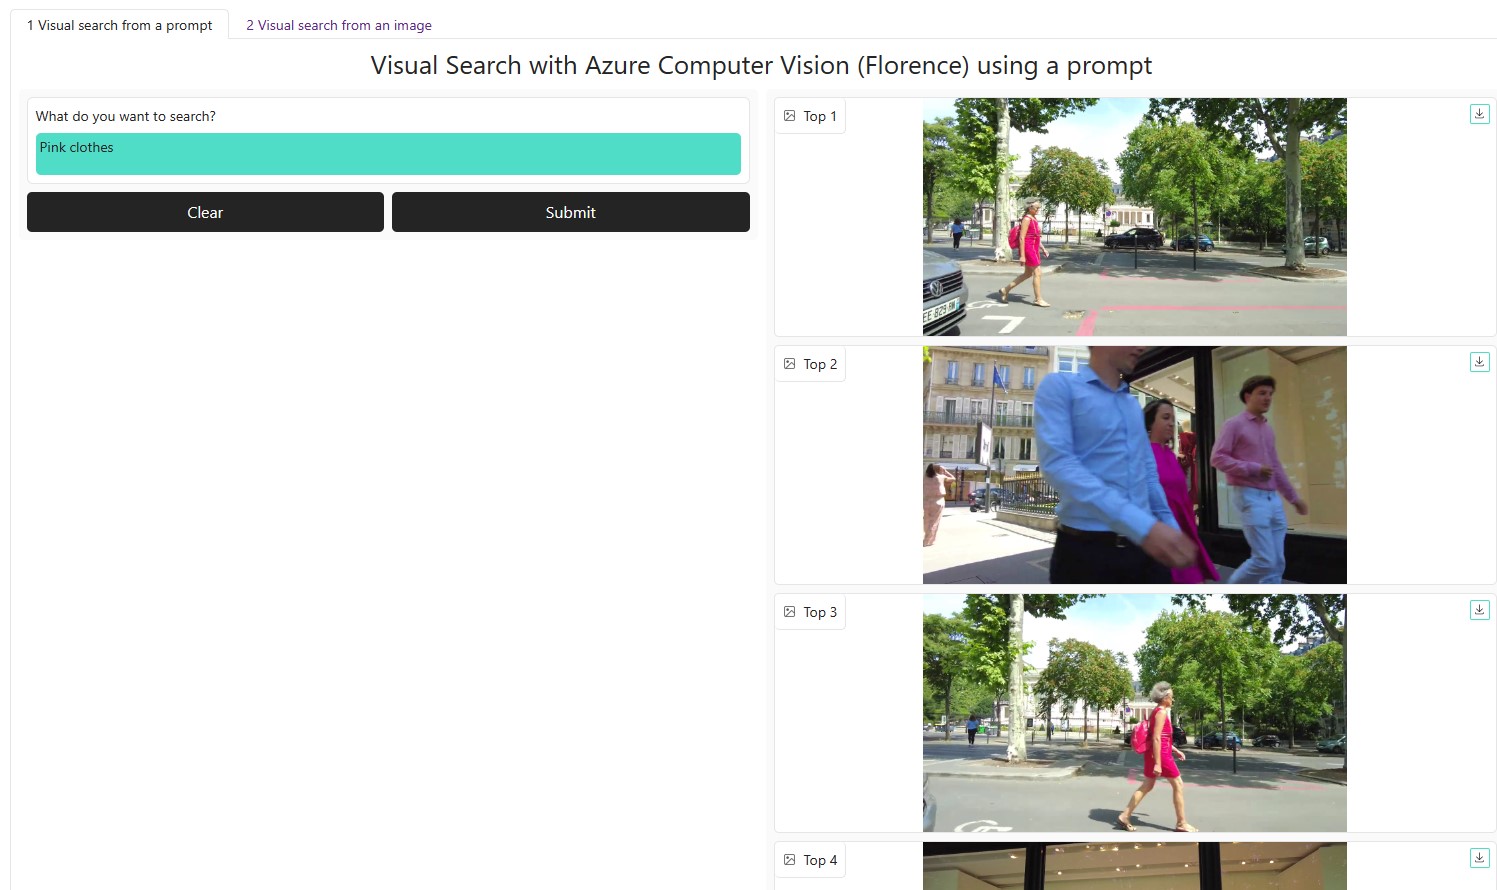 1 Visual search from a prompt
2 Visual search from an image
Visual Search with Azure Computer Vision (Florence) using a prompt
What do you want to search?
Pink clothes
Clear
Submit
Top 1
EE 829
Top 2
Top 3
Top 4